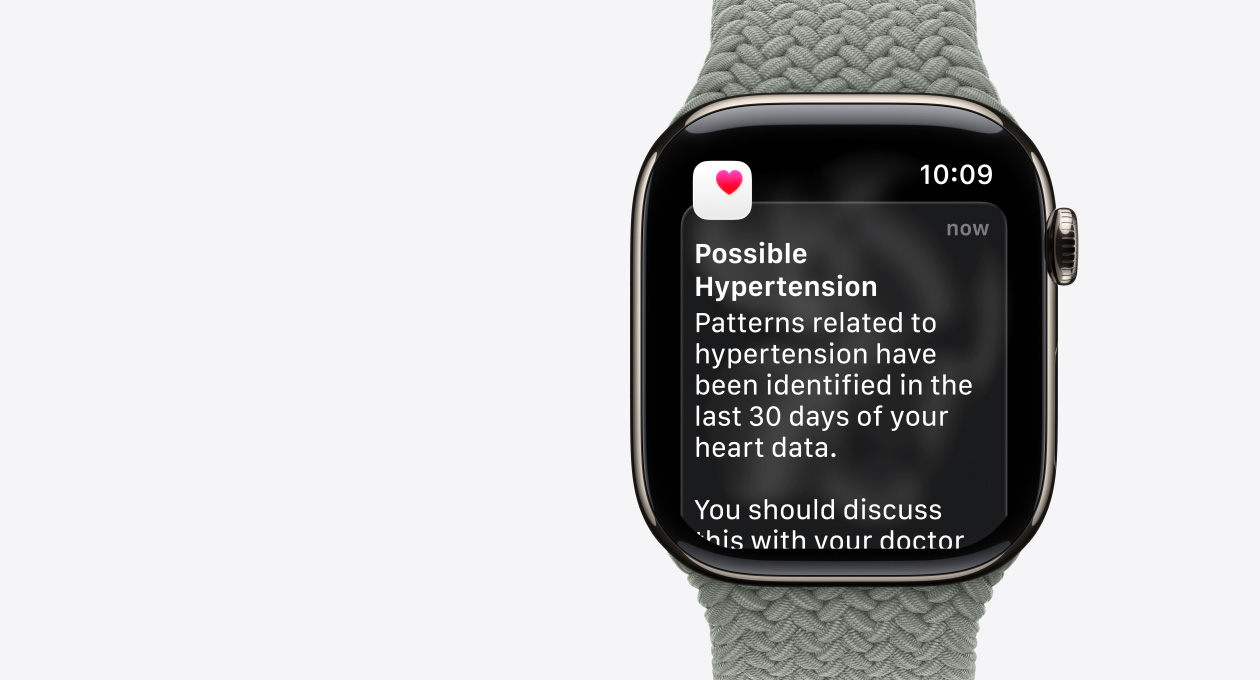 10:09
now
Possible
Hypertension
Patterns related to
hypertension have
been identified in the
last 30 days of your
heart data.
You should discuss
this with your doctor